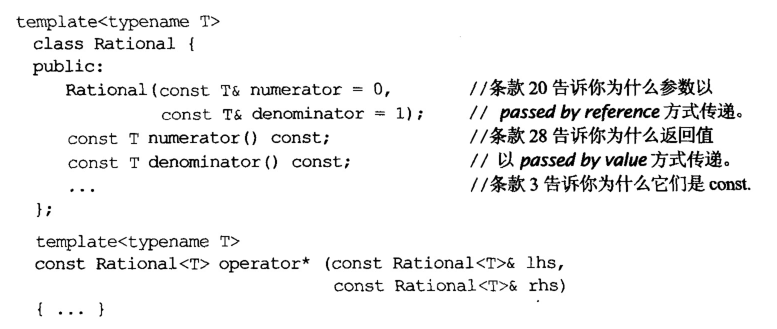 template<typename T>
class Rational {
public:
Rational(const T& numerator = 0, //条款 20 告诉你为什么参数以
const T& denominator = 1); // passed by reference 方式传递。
const T numerator() const; //条款 28 告诉你为什么返回值
const T denominator() const; // 以 passed by value 方式传递。
... //条款 3 告诉你为什么它们是 const.
};
template<typename T>
const Rational<T> operator* (const Rational<T>& lhs,
const Rational<T>& rhs)
{ ... }